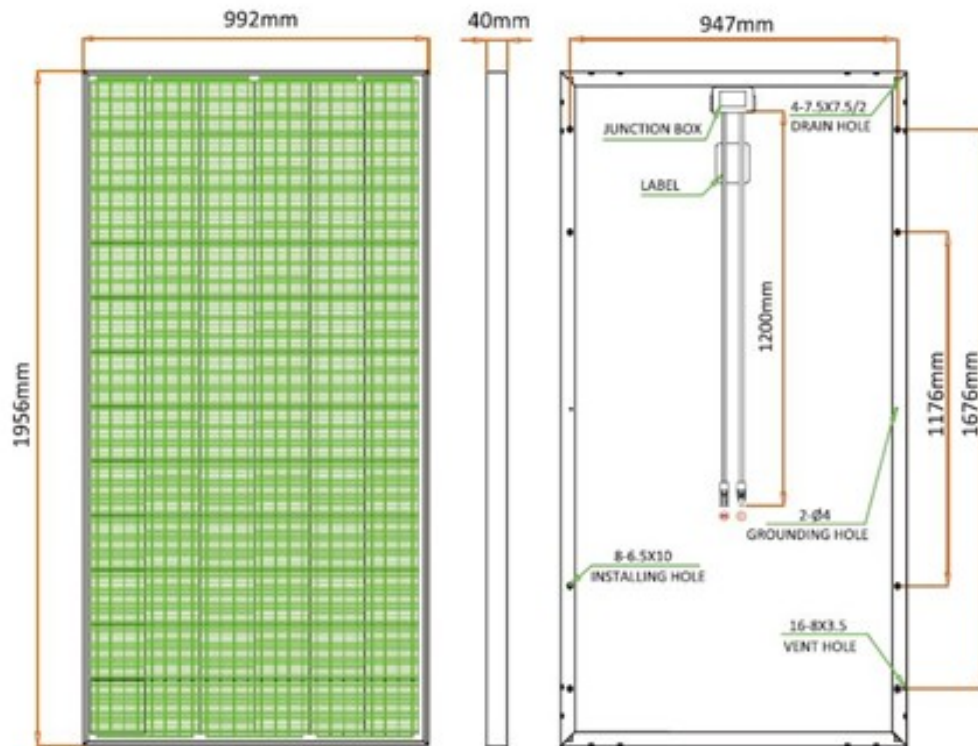 992mm
40mm
947mm
1956mm
JUNCTION BOX
4-7.5X7.5/2
DRAIN HOLE
LABEL
1200mm
1176mm
1676mm
2-Ø4
GROUNDING HOLE
8-6.5X10
INSTALLING HOLE
16-8X3.5
VENT HOLE